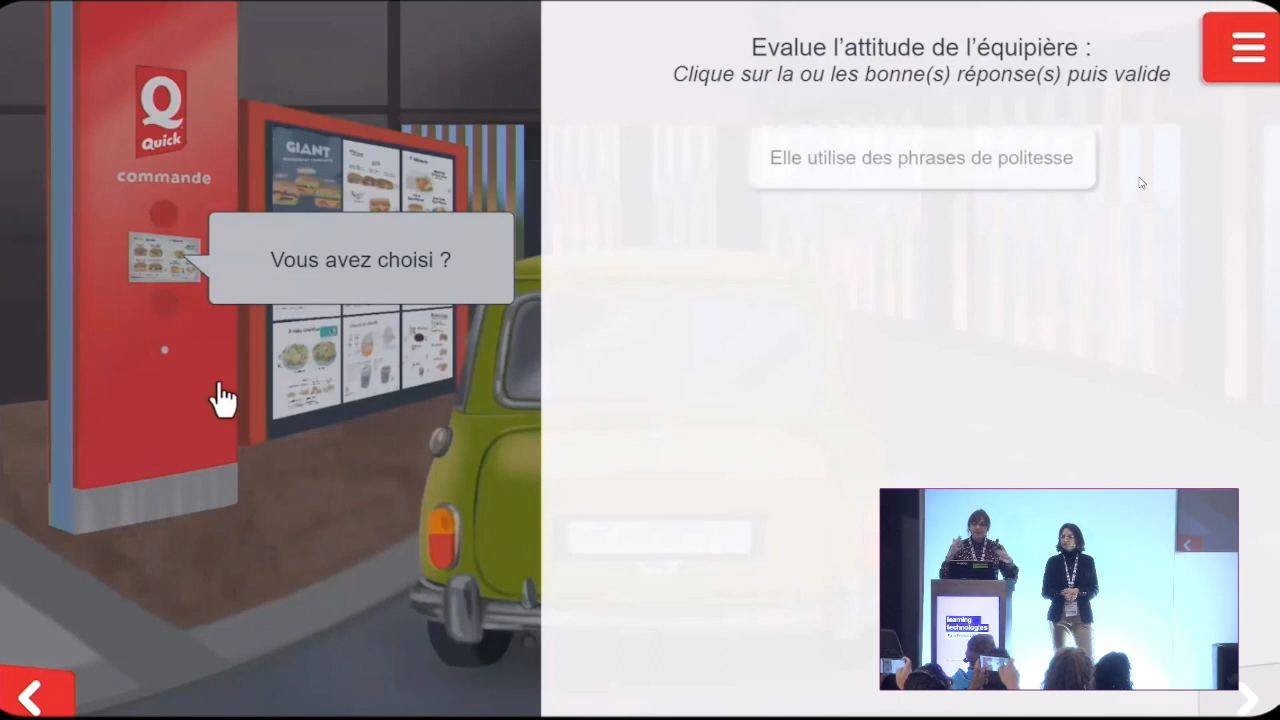 Evalue l’attitude de l’équipière :
Clique sur la ou les bonne(s) réponse(s) puis valide
Elle utilise des phrases de politesse
Q
Quick
commande
GIANT
Vous avez choisi ?
learning
technologies